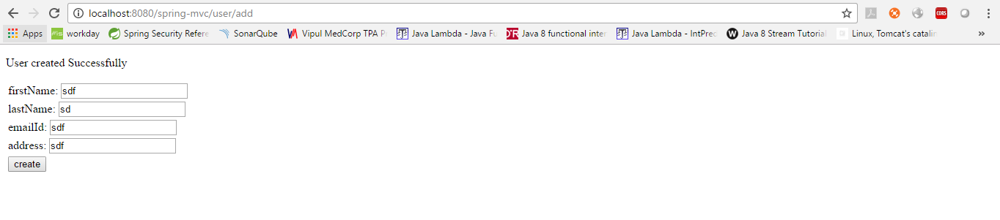 localhost:8080/spring-mvc/user/add
CORS
Apps workday Spring Security Refere SonarQube Vipul MedCorp TPA P Java Lambda - Java Fu Java 8 functional inter Java Lambda - IntPred Java 8 Stream Tutorial Linux, Tomcat's catalin »
User created Successfully
firstName: sdf
lastName: sd
emailId: sdf
address: sdf
create